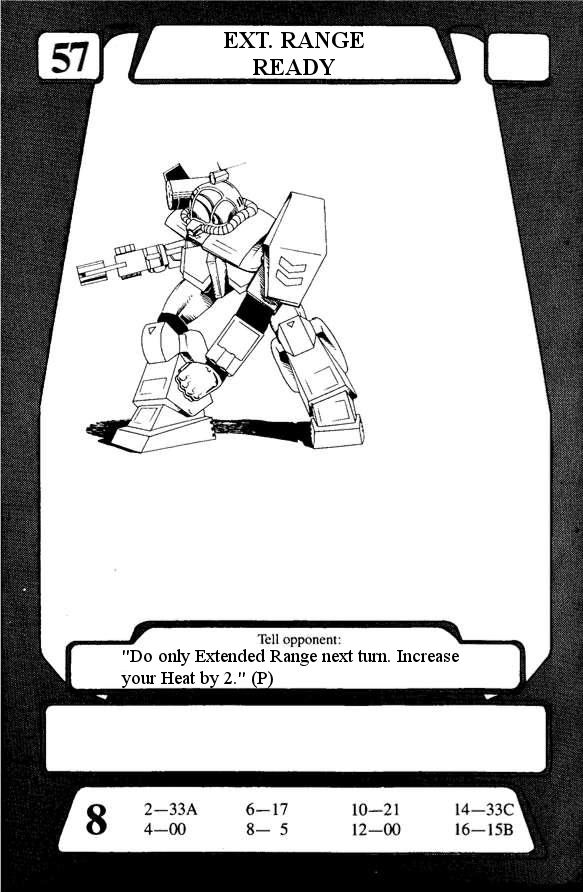 57
EXT. RANGE
READY
Tell opponent:
"Do only Extended Range next turn. Increase
your Heat by 2." (P)
8
2—33A 6—17 10—21 14—33C
4—00 8— 5 12—00 16—15B